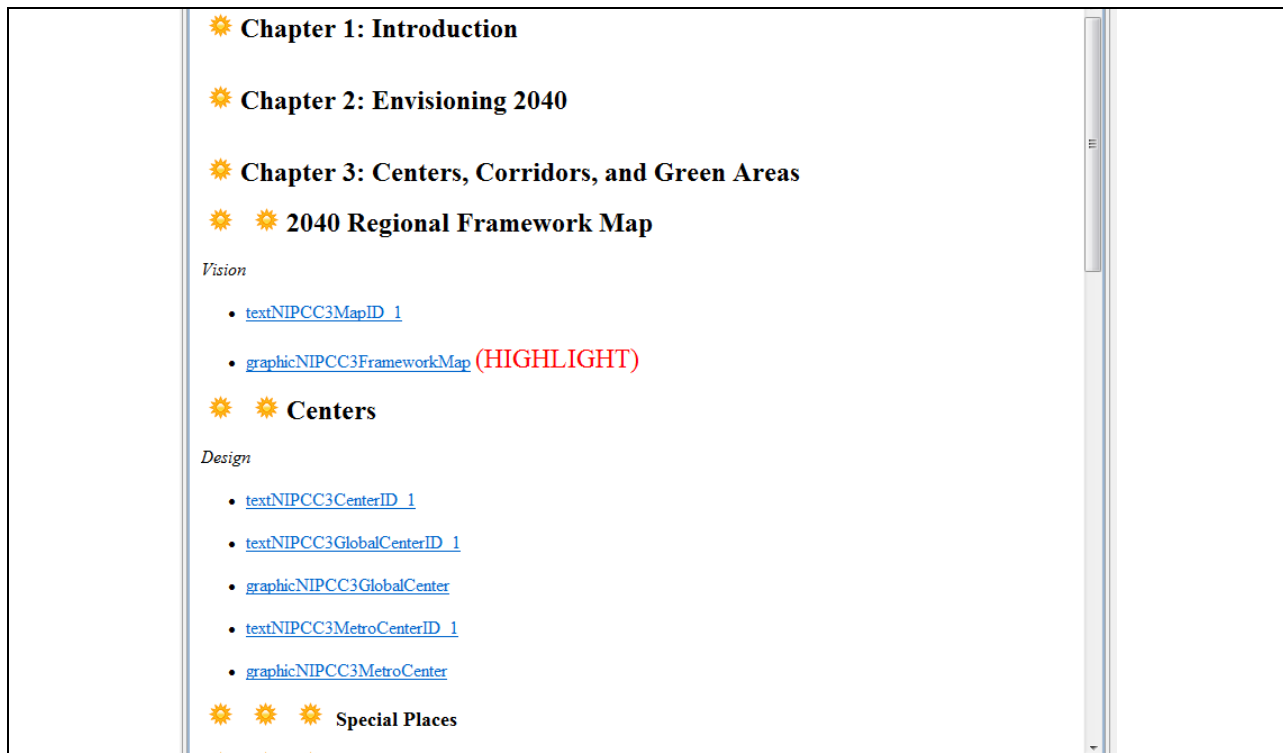 Chapter 1: Introduction
Chapter 2: Envisioning 2040
Chapter 3: Centers, Corridors, and Green Areas
2040 Regional Framework Map
Vision
textNIPCC3MapID_1
graphicNIPCC3FrameworkMap (HIGHLIGHT)
Centers
Design
textNIPCC3CenterID_1
textNIPCC3GlobalCenterID_1
graphicNIPCC3GlobalCenter
textNIPCC3MetroCenterID_1
graphicNIPCC3MetroCenter
Special Places